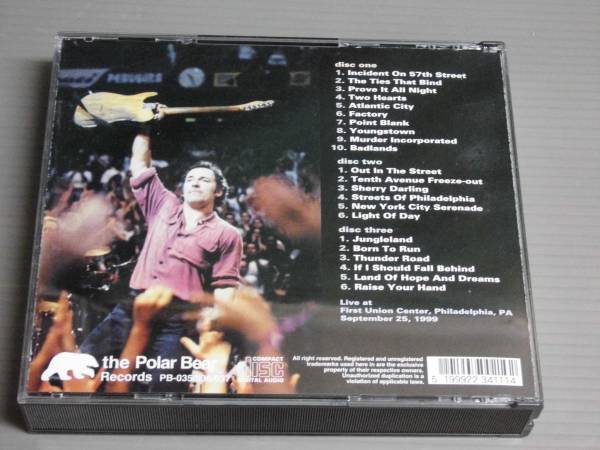 disc one
1. Incident On 57th Street
2. The Ties That Bind
3. Prove It All Night
4. Two Hearts
5. Atlantic City
6. Factory
7. Point Blank
8. Youngstown
9. Murder Incorporated
10. Badlands
disc two
1. Out In The Street
2. Tenth Avenue Freeze-out
3. Sherry Darling
4. Streets Of Philadelphia
5. New York City Serenade
6. Light Of Day
disc three
1. Jungleland
2. Born To Run
3. Thunder Road
4. If I Should Fall Behind
5. Land Of Hope And Dreams
6. Raise Your Hand
Live at
First Union Center, Philadelphia, PA
September 25, 1999
the Polar Bear
Records
COMPACT
disc
DIGITAL AUDIO
All right reserved. Registered and unregistered
trademarks used here in are the exclusive
property of their respective owners.
Unauthorized duplication is a
violation of applicable laws.
5 199922 341114